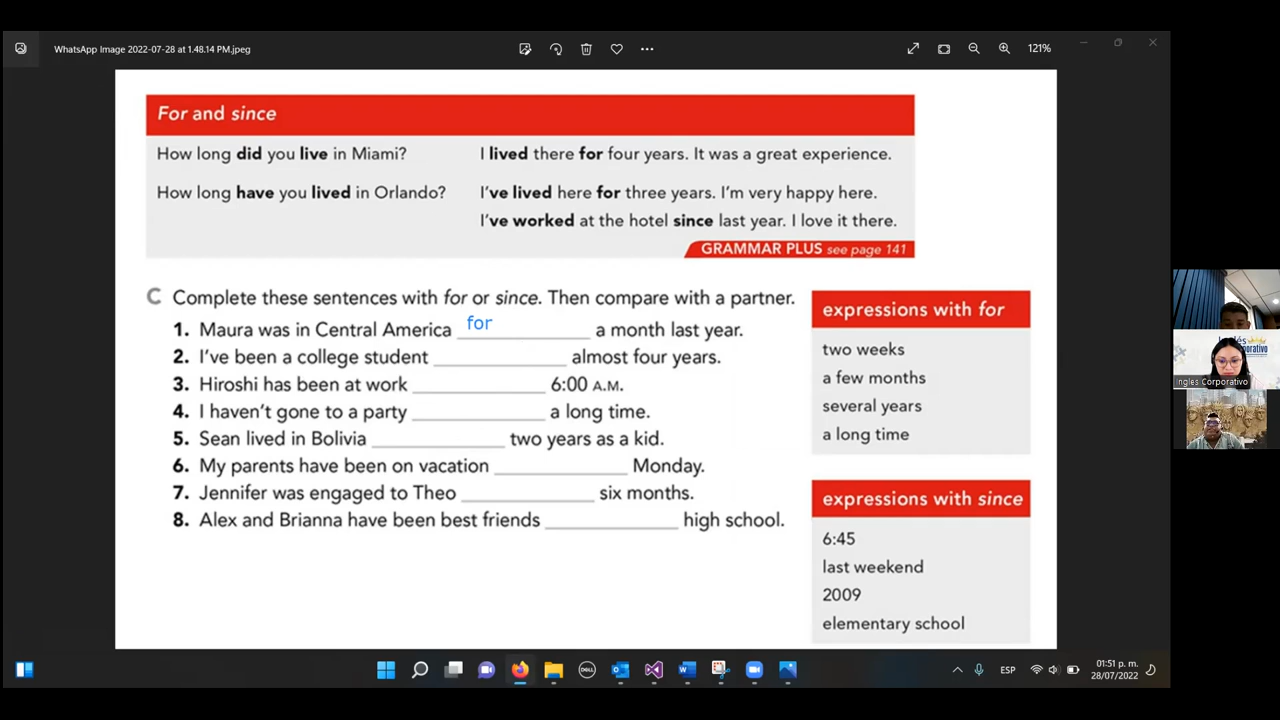 WhatsApp Image 2022-07-28 at 1.48.14 PM.jpeg
121%
For and since
How long did you live in Miami? I lived there for four years. It was a great experience.
How long have you lived in Orlando? I've lived here for three years. I'm very happy here.
I've worked at the hotel since last year. I love it there.
GRAMMAR PLUS see page 141
C Complete these sentences with for or since. Then compare with a partner.
1. Maura was in Central America for a month last year.
2. I've been a college student ____________ almost four years.
3. Hiroshi has been at work ____________ 6:00 A.M.
4. I haven't gone to a party ____________ a long time.
5. Sean lived in Bolivia ____________ two years as a kid.
6. My parents have been on vacation ____________ Monday.
7. Jennifer was engaged to Theo ____________ six months.
8. Alex and Brianna have been best friends ____________ high school.
expressions with for
two weeks
a few months
several years
a long time
expressions with since
6:45
last weekend
2009
elementary school
Ingles Corporativo
DELL
ESP
01:51 p. m.
28/07/2022